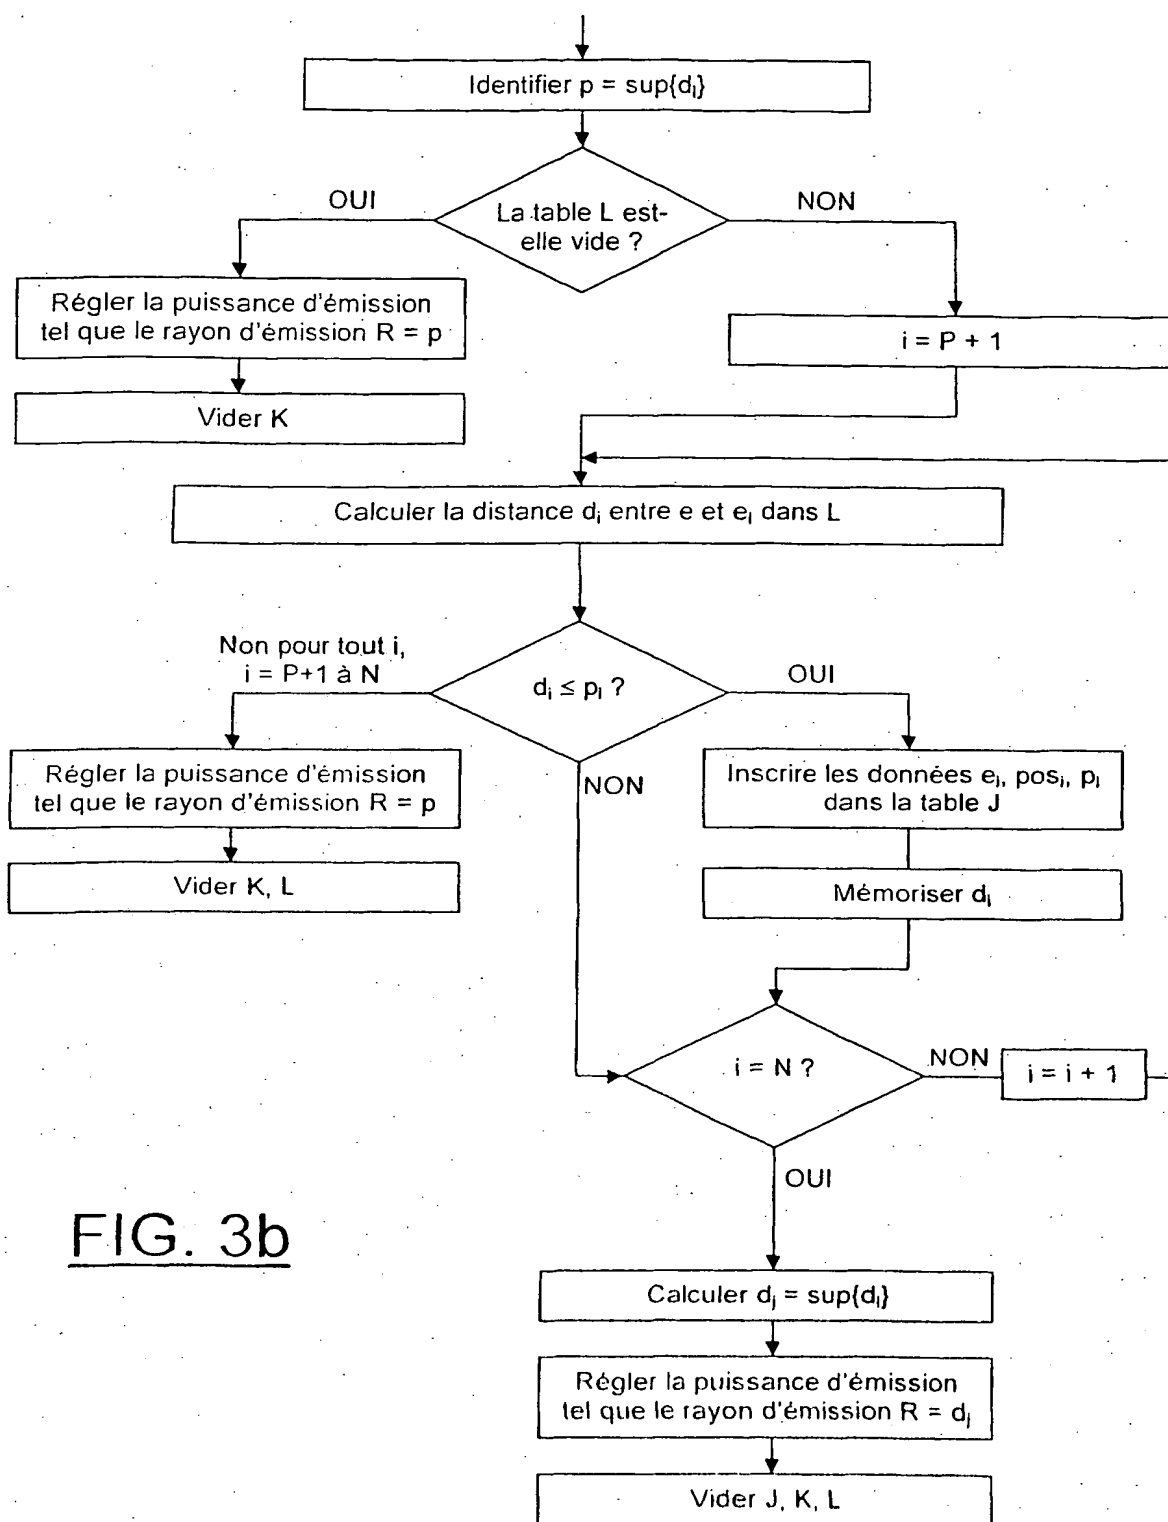 Identifier p = sup{dᵢ}
OUI
NON
La table L est-
elle vide ?
Régler la puissance d'émission
tel que le rayon d'émission R = p
i = P + 1
Vider K
Calculer la distance dᵢ entre e et eᵢ dans L
Non pour tout i,
i = P+1 à N
dᵢ ≤ pᵢ ?
OUI
Régler la puissance d'émission
tel que le rayon d'émission R = p
NON
Inscrire les données eᵢ, posᵢ, pᵢ
dans la table J
Vider K, L
Mémoriser dᵢ
i = N ?
NON
i = i + 1
OUI
FIG. 3b
Calculer dⱼ = sup{dᵢ}
Régler la puissance d'émission
tel que le rayon d'émission R = dⱼ
Vider J, K, L